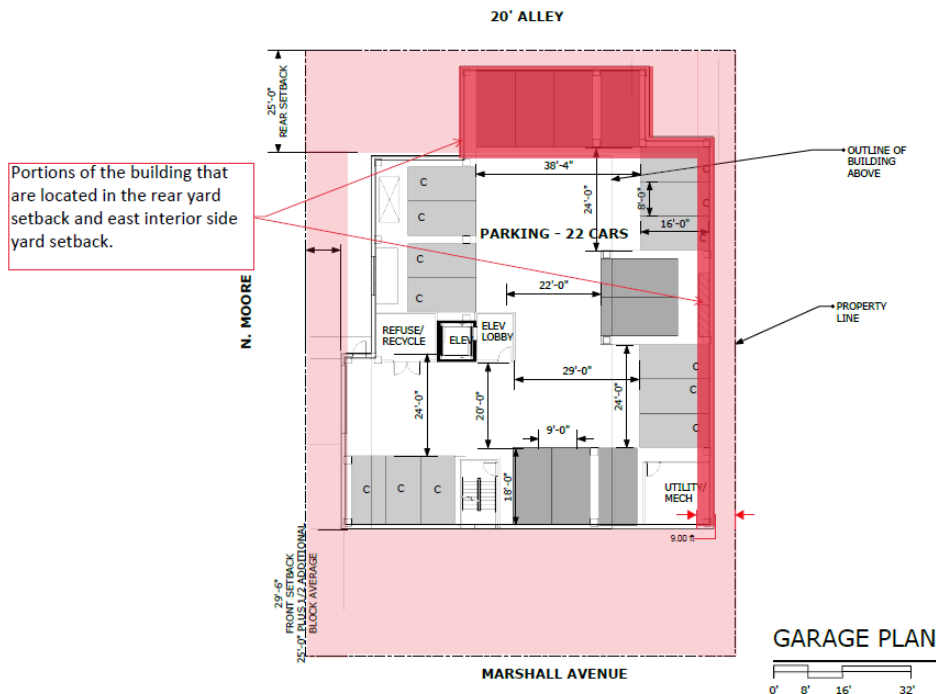 20' ALLEY
25'-0"
REAR SETBACK
Portions of the building that
are located in the rear yard
setback and east interior side
yard setback.
OUTLINE OF
BUILDING
ABOVE
38'-4"
24'-0"
C
C
8'-0"
C
C
16'-0"
C
PARKING - 22 CARS
C
22'-0"
C
N. MOORE
PROPERTY
LINE
REFUSE/
RECYCLE
ELEV
ELEV
LOBBY
29'-0"
24'-0"
20'-0"
24'-0"
C
C
C
9'-0"
18'-0"
C
C
C
UTILITY/
MECH
9.00 ft
29'-6"
FRONT SETBACK
25'-0" PLUS 1/2 ADDITIONAL
BLOCK AVERAGE
MARSHALL AVENUE
GARAGE PLAN
0' 8' 16' 32'